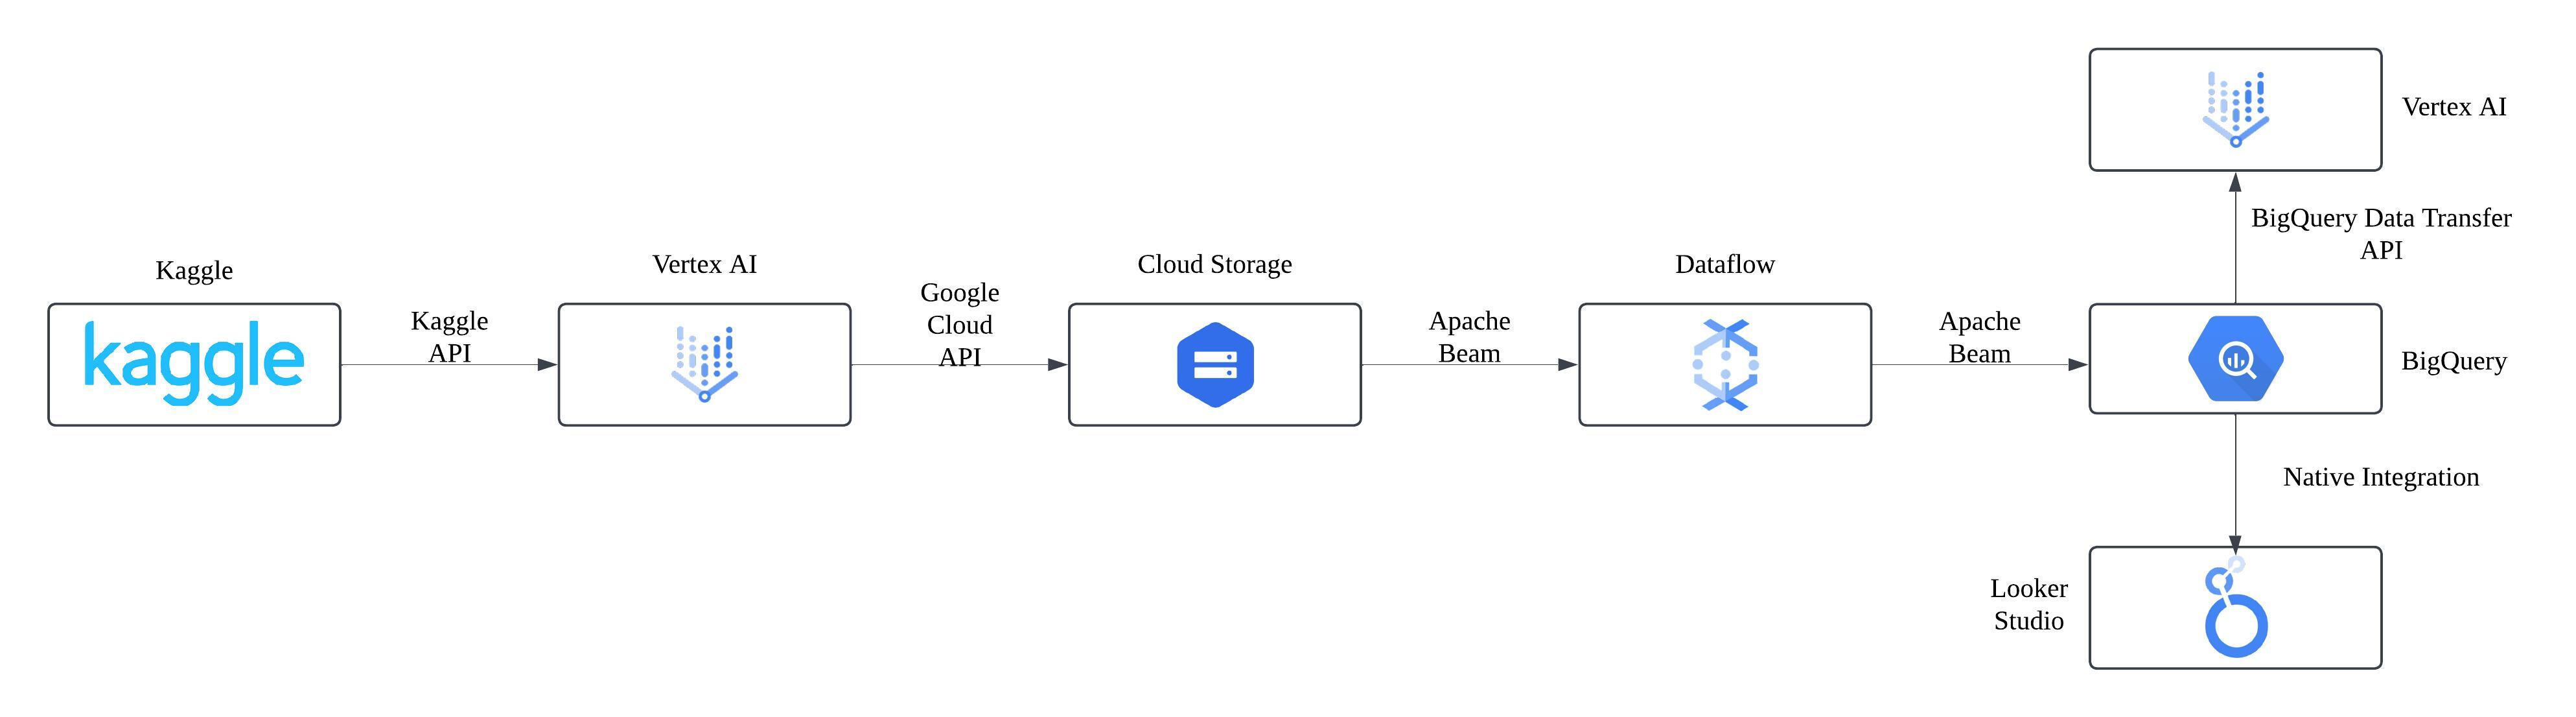 Kaggle
kaggle
Kaggle
API
Vertex AI
Google
Cloud
API
Cloud Storage
Apache
Beam
Dataflow
Apache
Beam
Vertex AI
BigQuery Data Transfer
API
BigQuery
Native Integration
Looker
Studio